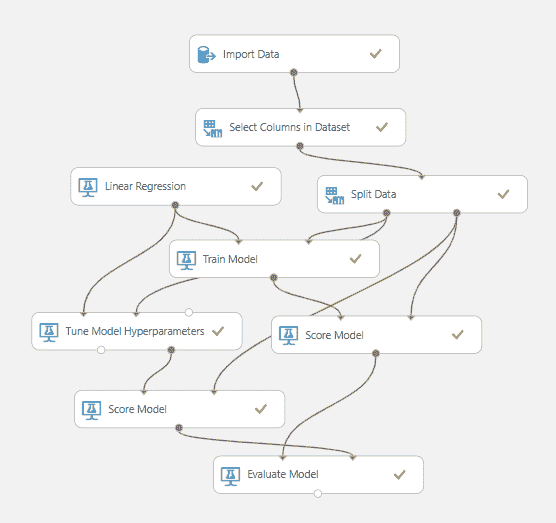 Import Data
Select Columns in Dataset
Linear Regression
Split Data
Train Model
Tune Model Hyperparameters
Score Model
Score Model
Evaluate Model